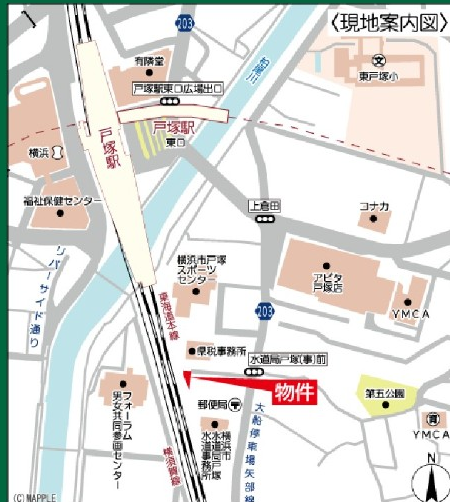 〈現地案内図〉
203
有隣堂
柏尾川
文
東戸塚小
戸塚駅東口広場出口
戸塚駅
東口
戸塚駅
横浜
福祉保健センター
上倉田
コナカ
リバーサイド通り
横浜市戸塚
スポーツ
センター
アピタ
戸塚店
YMCA
東海道本線
203
県税事務所
水道局戸塚(事)前
物件
フォーラム
男女共同参画センター
郵便局
第五公園
横浜市
水道局戸塚
水道事務所
大船停車場矢部線
横須賀線
YMCA
N
(C)MAPPLE